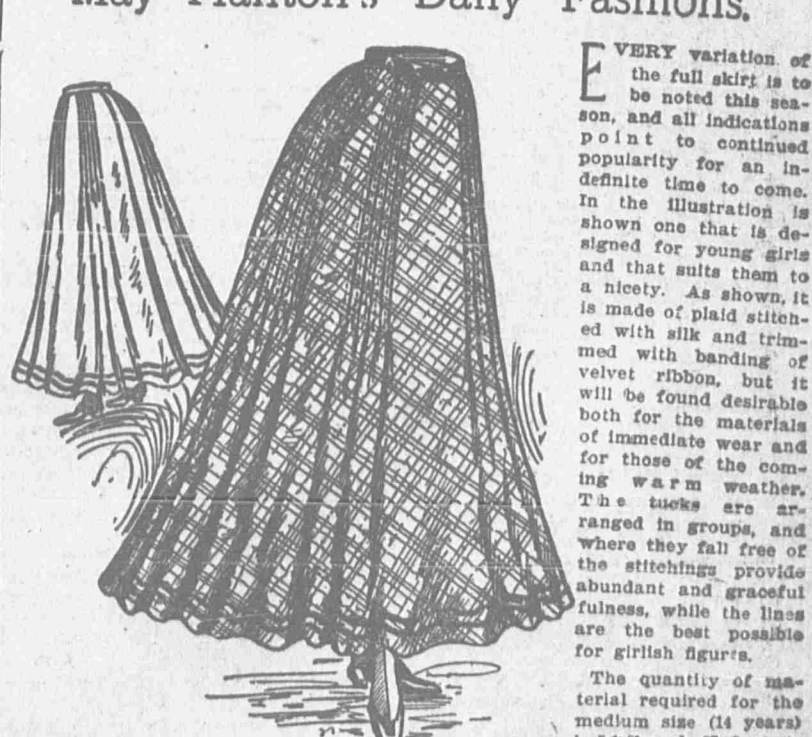 May Manton's Daily Fashions.
EVERY variation of
the full skirt is to
be noted this sea-
son, and all indications
point to continued
popularity for an in-
definite time to come.
In the illustration is
shown one that is de-
signed for young girls
and that suits them to
a nicety. As shown, it
is made of plaid stitch-
ed with silk and trim-
med with banding of
velvet ribbon, but it
will be found desirable
both for the materials
of immediate wear and
for those of the com-
ing warm weather.
The tucks are ar-
ranged in groups, and
where they fall free of
the stitchings provide
abundant and graceful
fulness, while the lines
are the best possible
for girlish figures.
The quantity of ma-
terial required for the
medium size (14 years)